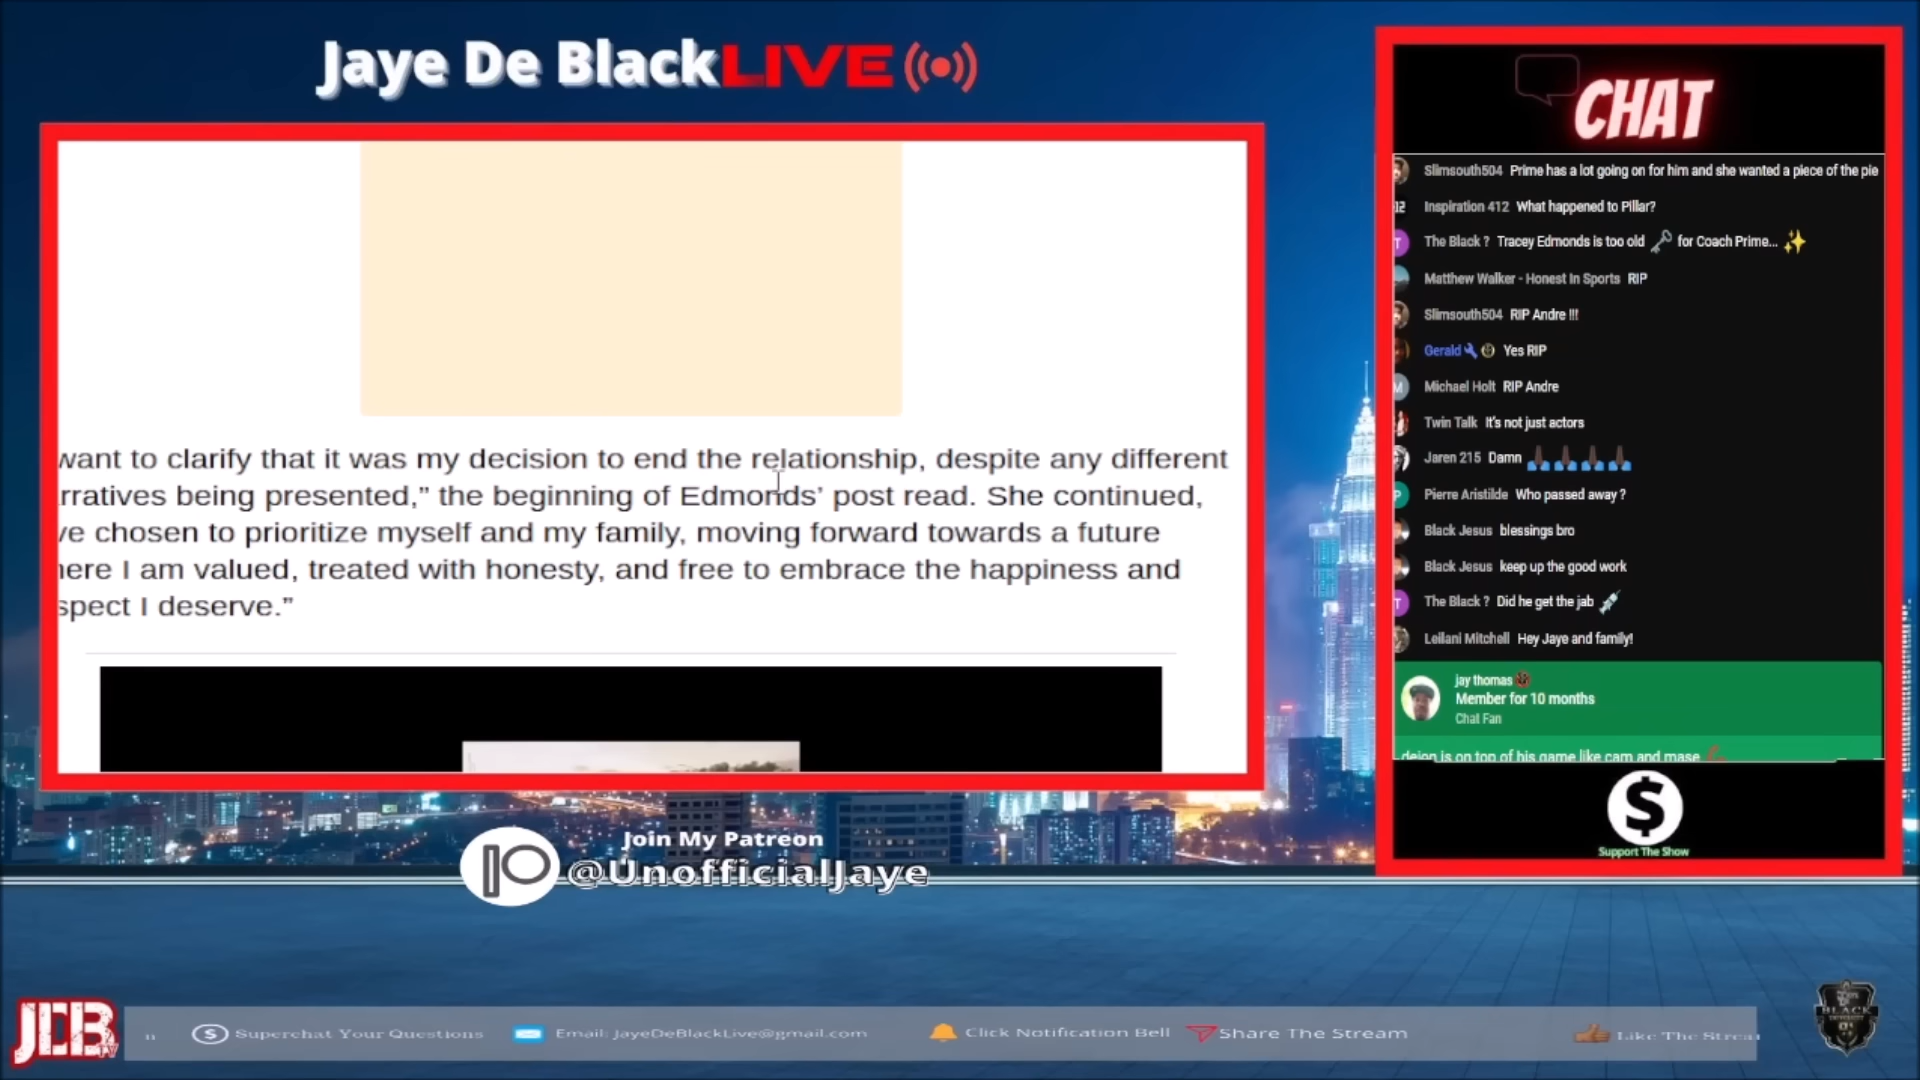 Jaye De Black LIVE
want to clarify that it was my decision to end the relationship, despite any different
rratives being presented,” the beginning of Edmonds’ post read. She continued,
ve chosen to prioritize myself and my family, moving forward towards a future
here I am valued, treated with honesty, and free to embrace the happiness and
spect I deserve.”
CHAT
Slimsouth504 Prime has a lot going on for him and she wanted a piece of the pie
12 Inspiration 412 What happened to Pillar?
T The Black ? Tracey Edmonds is too old 🗝️ for Coach Prime... ✨
Matthew Walker - Honest In Sports RIP
Slimsouth504 RIP Andre !!!
Gerald Yes RIP
M Michael Holt RIP Andre
Twin Talk It's not just actors
Jaren 215 Damn 🙏🏿🙏🏿🙏🏿🙏🏿
P Pierre Aristilde Who passed away ?
Black Jesus blessings bro
Black Jesus keep up the good work
T The Black ? Did he get the jab 💉
Leilani Mitchell Hey Jaye and family!
jay thomas
Member for 10 months
Chat Fan
deion is on top of his game like cam and mase
$
Support The Show
Join My Patreon
@UnofficialJaye
JDB TV
n $ Superchat Your Questions Email: JayeDeBlackLive@gmail.com Click Notification Bell Share The Stream Like The Strea
BLACK